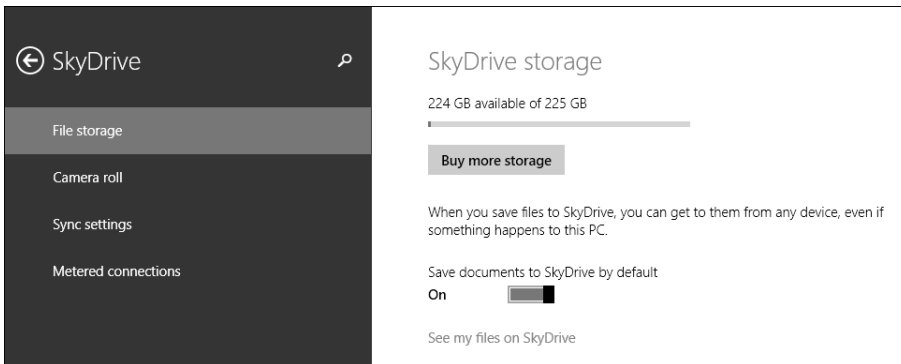 SkyDrive
File storage
Camera roll
Sync settings
Metered connections
SkyDrive storage
224 GB available of 225 GB
Buy more storage
When you save files to SkyDrive, you can get to them from any device, even if
something happens to this PC.
Save documents to SkyDrive by default
On
See my files on SkyDrive